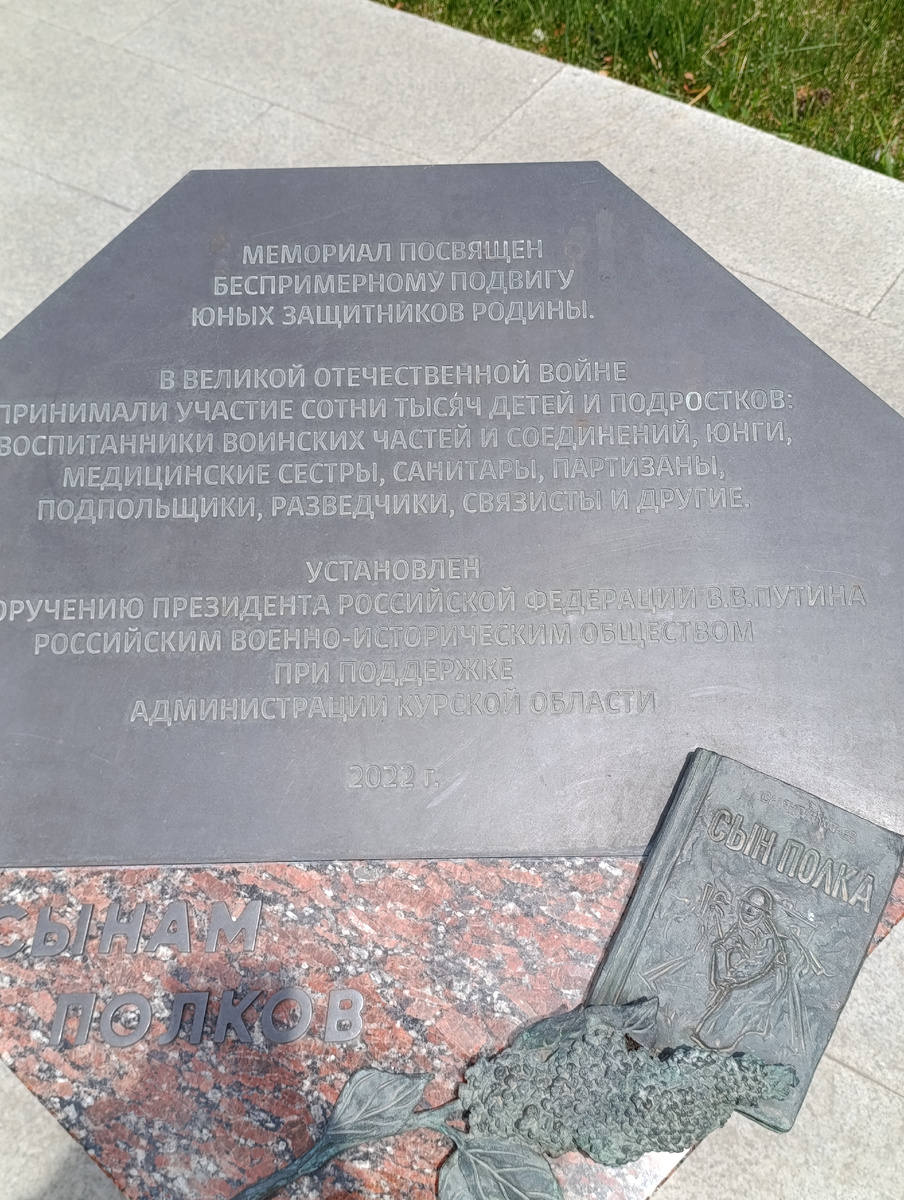 МЕМОРИАЛ ПОСВЯЩЕН
БЕСПРИМЕРНОМУ ПОДВИГУ
ЮНЫХ ЗАЩИТНИКОВ РОДИНЫ.
В ВЕЛИКОЙ ОТЕЧЕСТВЕННОЙ ВОЙНЕ
ПРИНИМАЛИ УЧАСТИЕ СОТНИ ТЫСЯЧ ДЕТЕЙ И ПОДРОСТКОВ:
ВОСПИТАННИКИ ВОИНСКИХ ЧАСТЕЙ И СОЕДИНЕНИЙ, ЮНГИ,
МЕДИЦИНСКИЕ СЕСТРЫ, САНИТАРЫ, ПАРТИЗАНЫ,
ПОДПОЛЬЩИКИ, РАЗВЕДЧИКИ, СВЯЗИСТЫ И ДРУГИЕ.
УСТАНОВЛЕН
ОРУЧЕНИЮ ПРЕЗИДЕНТА РОССИЙСКОЙ ФЕДЕРАЦИИ В.В.ПУТИНА
РОССИЙСКИМ ВОЕННО-ИСТОРИЧЕСКИМ ОБЩЕСТВОМ
ПРИ ПОДДЕРЖКЕ
АДМИНИСТРАЦИИ КУРСКОЙ ОБЛАСТИ
2022 г.
СЫН ПОЛКА
СЫНАМ
ПОЛКОВ